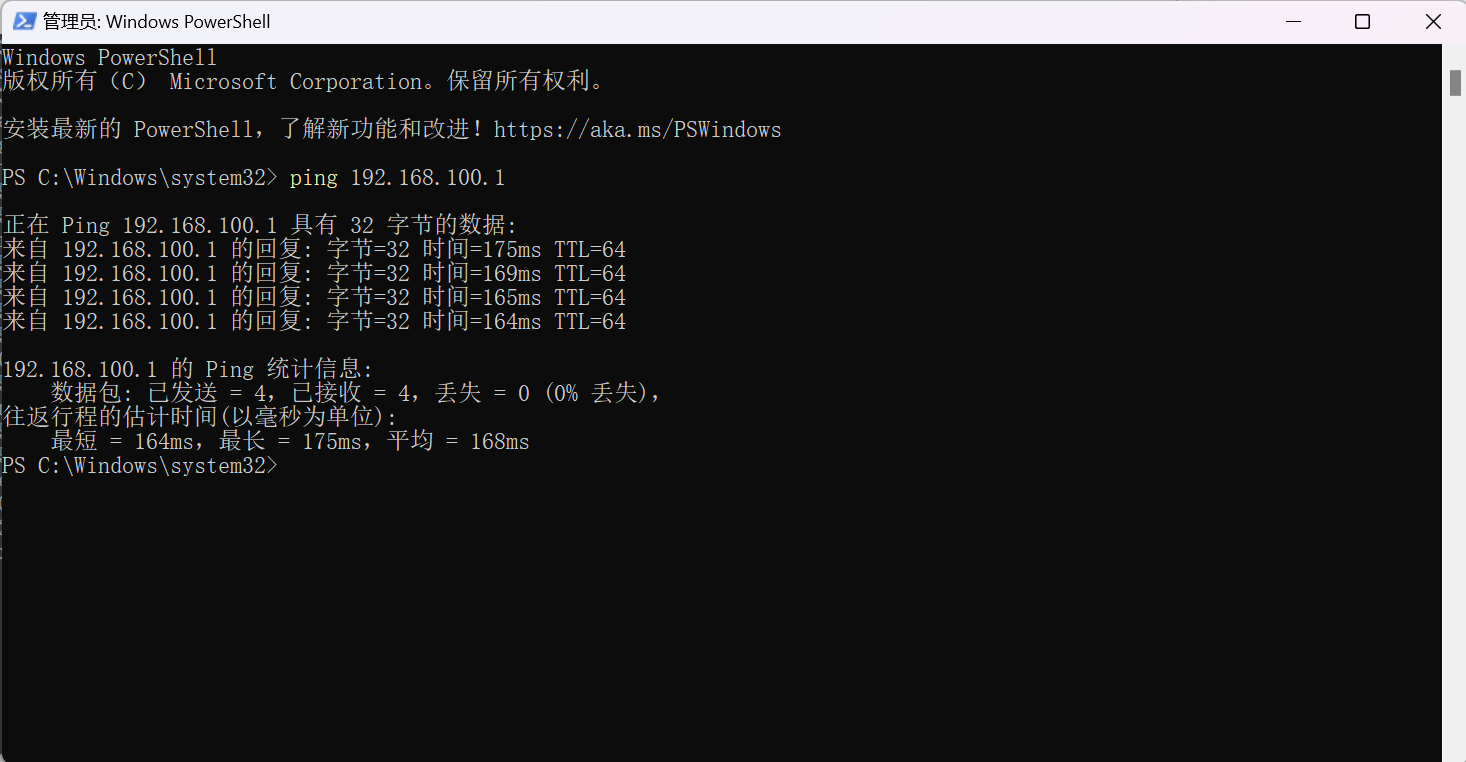 管理员: Windows PowerShell
Windows PowerShell
版权所有（C） Microsoft Corporation。保留所有权利。
安装最新的 PowerShell，了解新功能和改进！https://aka.ms/PSWindows
PS C:\Windows\system32> ping 192.168.100.1
正在 Ping 192.168.100.1 具有 32 字节的数据:
来自 192.168.100.1 的回复: 字节=32 时间=175ms TTL=64
来自 192.168.100.1 的回复: 字节=32 时间=169ms TTL=64
来自 192.168.100.1 的回复: 字节=32 时间=165ms TTL=64
来自 192.168.100.1 的回复: 字节=32 时间=164ms TTL=64
192.168.100.1 的 Ping 统计信息:
    数据包: 已发送 = 4，已接收 = 4，丢失 = 0 (0% 丢失)，
往返行程的估计时间(以毫秒为单位):
    最短 = 164ms，最长 = 175ms，平均 = 168ms
PS C:\Windows\system32>